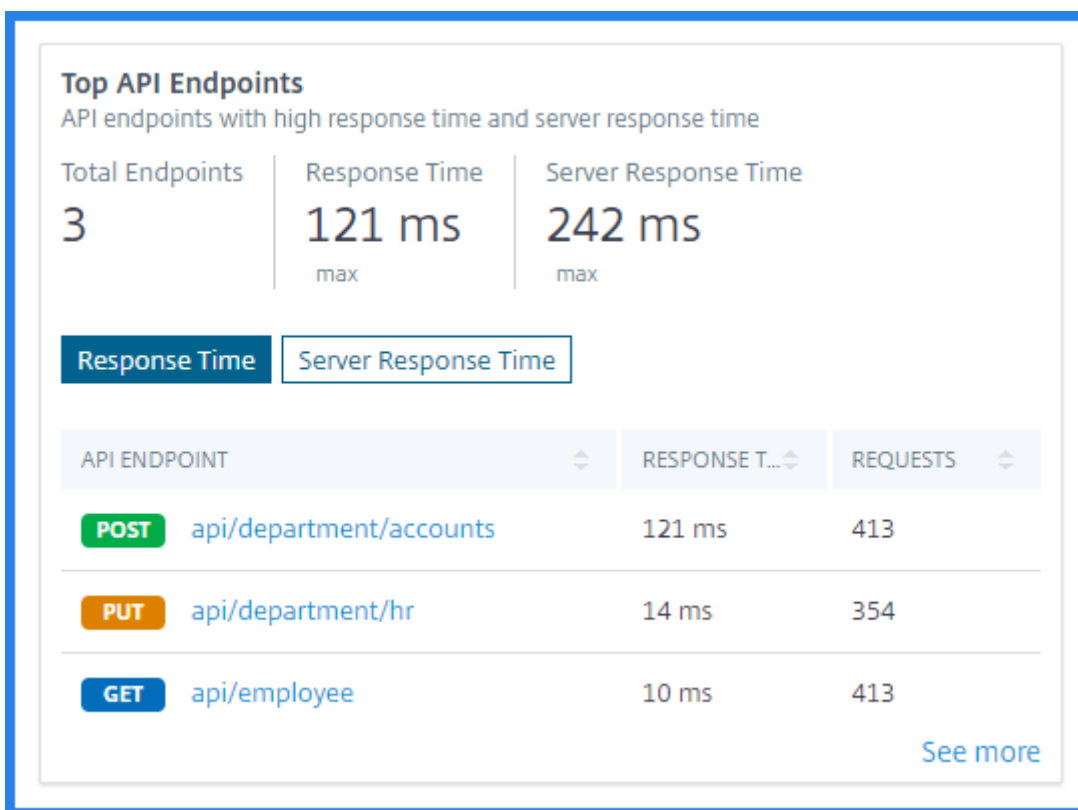 Top API Endpoints
API endpoints with high response time and server response time
Total Endpoints Response Time Server Response Time
3 121 ms 242 ms
max max
Response Time Server Response Time
API ENDPOINT RESPONSE T... REQUESTS
POST api/department/accounts 121 ms 413
PUT api/department/hr 14 ms 354
GET api/employee 10 ms 413
See more